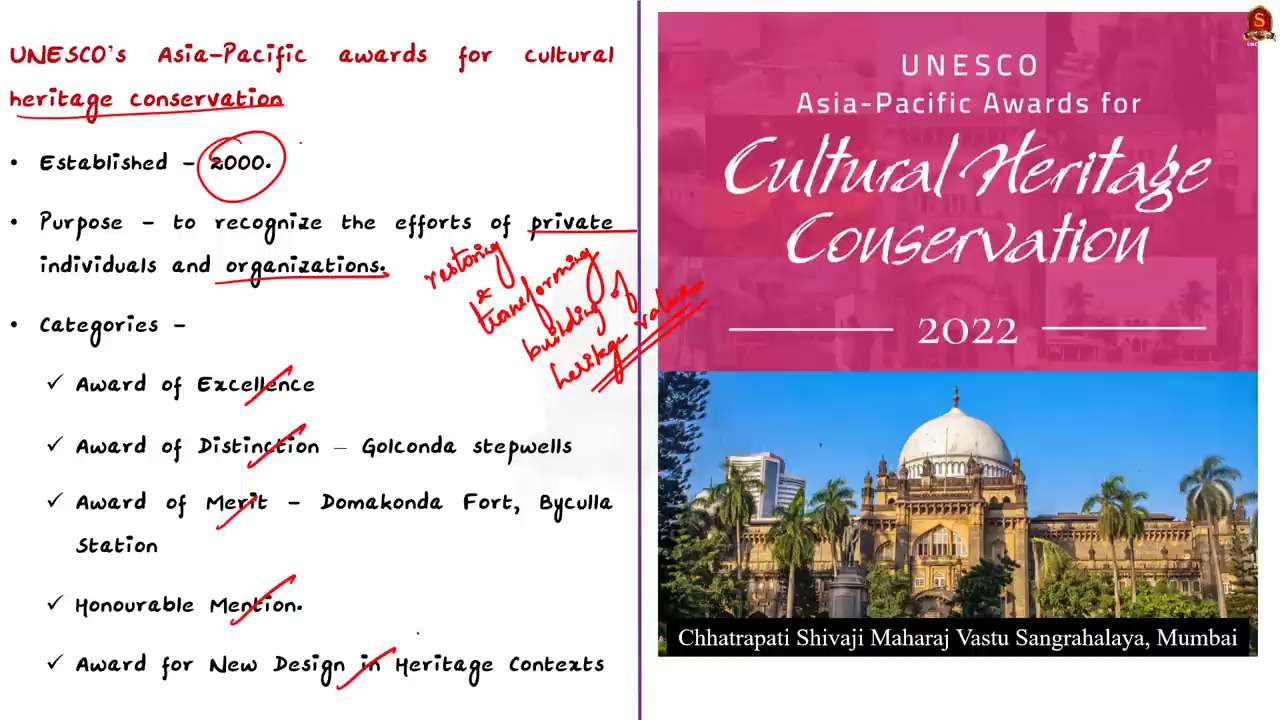 UNESCO's Asia-Pacific awards for cultural
heritage conservation
• Established - 2000.
• Purpose - to recognize the efforts of private
individuals and organizations.
restoring
&
transforming
building of
heritage values
• Categories -
✓ Award of Excellence
✓ Award of Distinction – Golconda stepwells
✓ Award of Merit - Domakonda Fort, Byculla
Station
✓ Honourable Mention.
✓ Award for New Design in Heritage Contexts
UNESCO
Asia-Pacific Awards for
Cultural Heritage
Conservation
2022
Chhatrapati Shivaji Maharaj Vastu Sangrahalaya, Mumbai
S